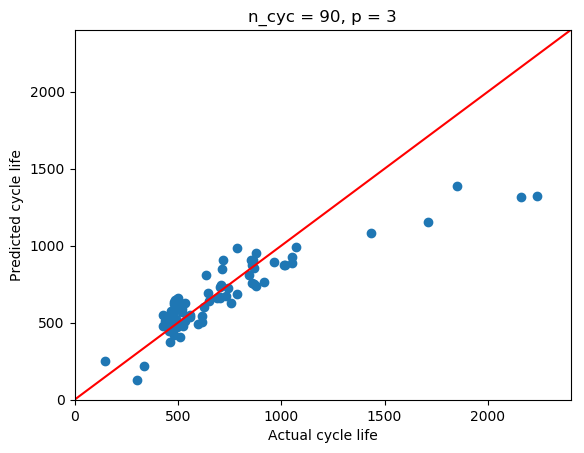 n_cyc = 90, p = 3
Predicted cycle life
2000
1500
1000
500
0
0 500 1000 1500 2000
Actual cycle life